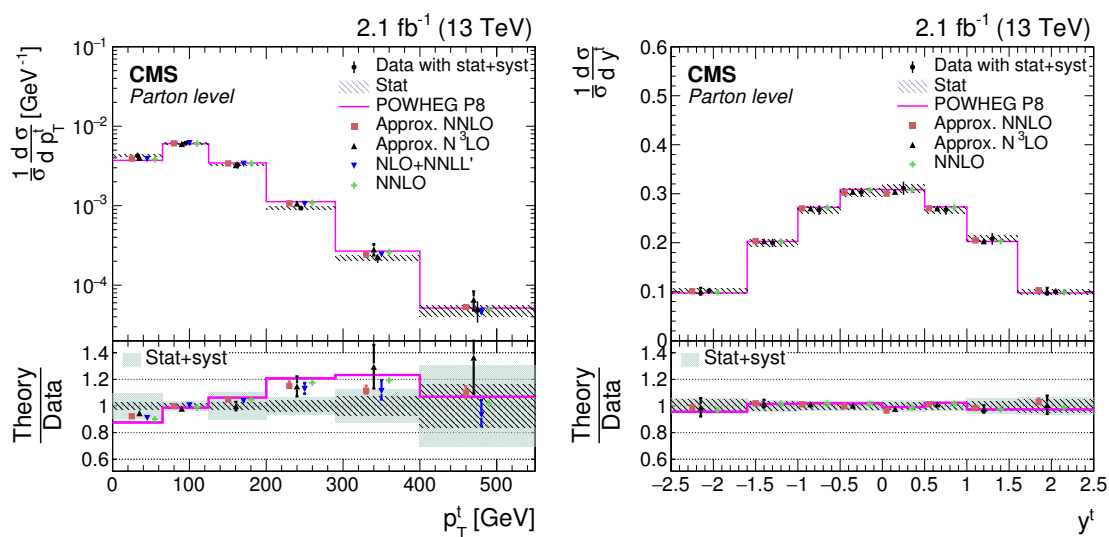 2.1 fb⁻¹ (13 TeV)
CMS
Parton level
Data with stat+syst
Stat
POWHEG P8
Approx. NNLO
Approx. N³LO
NLO+NNLL'
NNLO
1/σ dσ/dp_T^t [GeV⁻¹]
10⁻¹
10⁻²
10⁻³
10⁻⁴
Stat+syst
Theory
Data
1.4
1.2
1
0.8
0.6
0 100 200 300 400 500
p_T^t [GeV]
2.1 fb⁻¹ (13 TeV)
CMS
Parton level
Data with stat+syst
Stat
POWHEG P8
Approx. NNLO
Approx. N³LO
NNLO
1/σ dσ/dy^t
0.6
0.5
0.4
0.3
0.2
0.1
0
Stat+syst
Theory
Data
1.4
1.2
1
0.8
0.6
−2.5 −2 −1.5 −1 −0.5 0 0.5 1 1.5 2 2.5
y^t